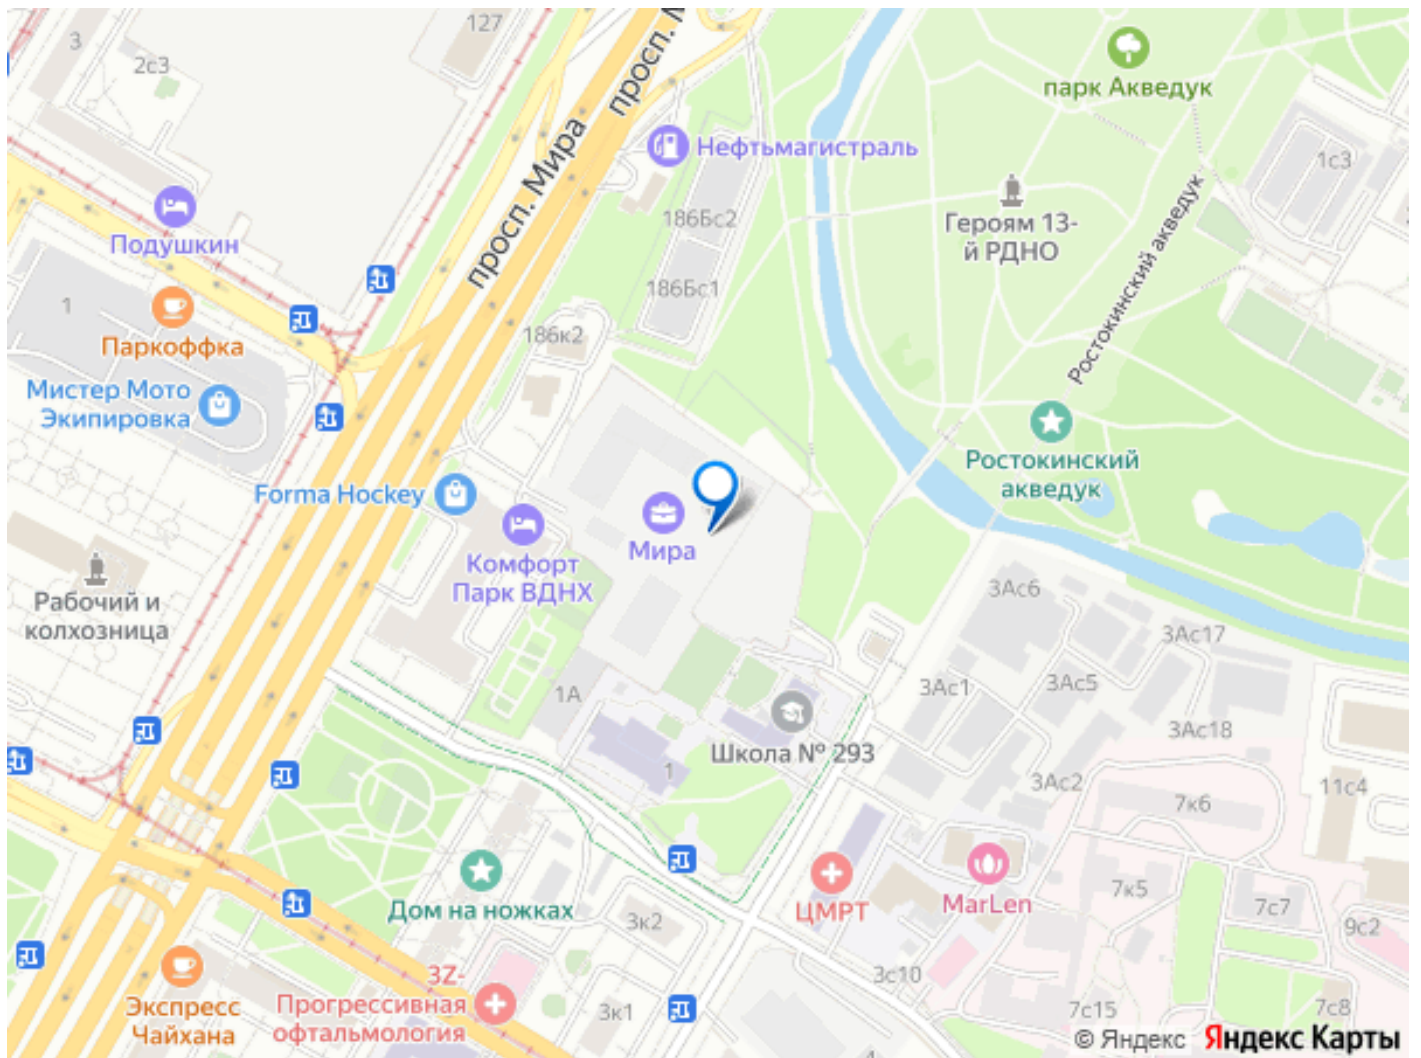 127
3
2с3
просп. М
просп. Мира
парк Акведук
Нефтьмагистраль
1с3
Ростокинский акведук
Героям 13-
й РДНО
186Бс2
Подушкин
186Бс1
1
Паркоффка
186к2
Мистер Мото
Экипировка
Ростокинский
акведук
Forma Hockey
Мира
Комфорт
Парк ВДНХ
Рабочий и
колхозница
3Ас6
3Ас17
3Ас1
3Ас5
1А
3Ас18
Школа № 293
1
3Ас2
11с4
7к6
7к5
7с7
Дом на ножках
ЦМРТ
MarLen
3к2
9с2
3Z-
Прогрессивная
офтальмология
3с10
Экспресс
Чайхана
3к1
7с15
7с8
4
© Яндекс Яндекс Карты